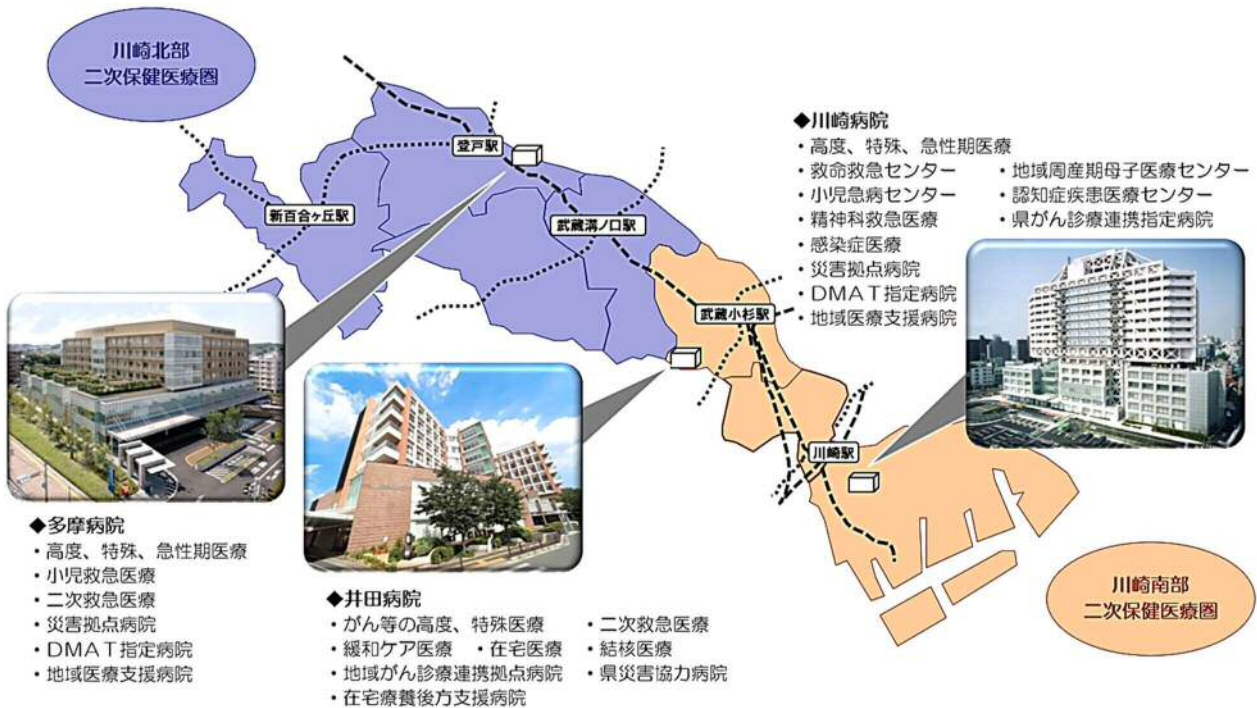 川崎北部
二次保健医療圏
登戸駅
新百合ヶ丘駅
武蔵溝ノ口駅
武蔵小杉駅
川崎駅
◆川崎病院
・高度、特殊、急性期医療
・救命救急センター ・地域周産期母子医療センター
・小児急病センター ・認知症疾患医療センター
・精神科救急医療 ・県がん診療連携指定病院
・感染症医療
・災害拠点病院
・DMAT指定病院
・地域医療支援病院
◆多摩病院
・高度、特殊、急性期医療
・小児救急医療
・二次救急医療
・災害拠点病院
・DMAT指定病院
・地域医療支援病院
◆井田病院
・がん等の高度、特殊医療 ・二次救急医療
・緩和ケア医療 ・在宅医療 ・結核医療
・地域がん診療連携拠点病院 ・県災害協力病院
・在宅療養後方支援病院
川崎南部
二次保健医療圏